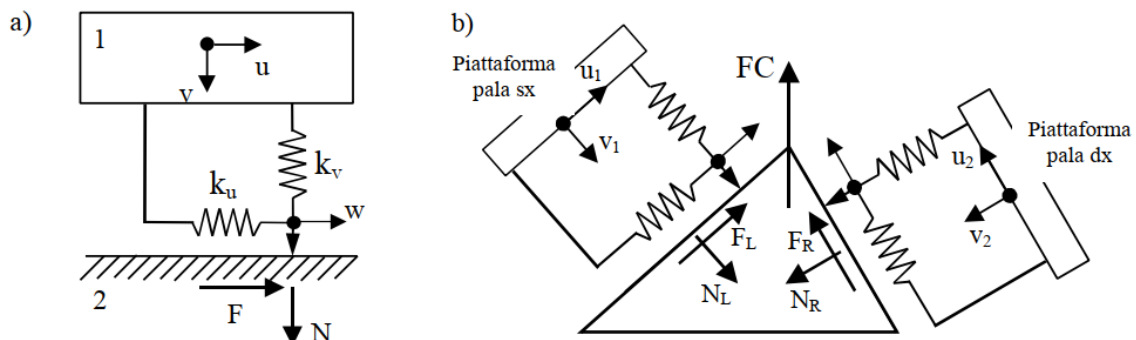 a)
1
u
v
k_v
k_u
w
2
F
N
b)
Piattaforma
pala sx
u_1
v_1
FC
F_L
N_L
F_R
N_R
u_2
v_2
Piattaforma
pala dx